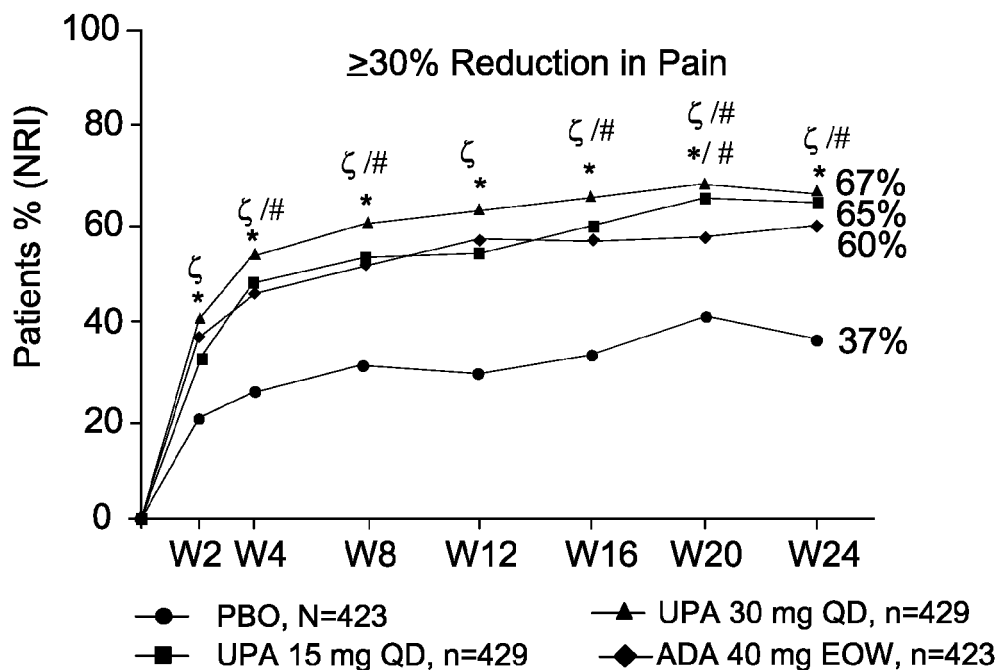 100
≥30% Reduction in Pain
Patients % (NRI)
80
60
40
20
0
ζ
*
ζ /#
*
ζ /#
*
ζ
*
ζ /#
*
ζ /#
*/ #
ζ /#
*
67%
65%
60%
37%
W2 W4 W8 W12 W16 W20 W24
PBO, N=423
UPA 30 mg QD, n=429
UPA 15 mg QD, n=429
ADA 40 mg EOW, n=423